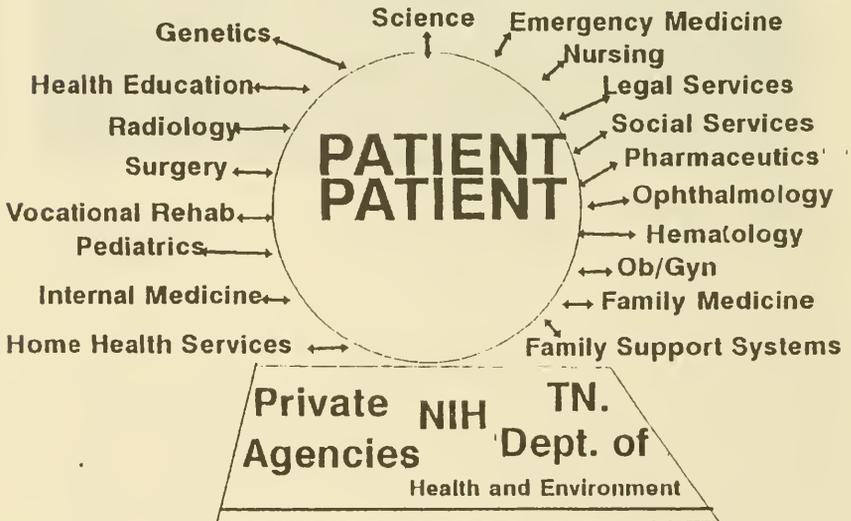 Science
Genetics
Health Education
Radiology
Surgery
Vocational Rehab
Pediatrics
Internal Medicine
Home Health Services
Emergency Medicine
Nursing
Legal Services
Social Services
Pharmaceutics
Ophthalmology
Hematology
Ob/Gyn
Family Medicine
Family Support Systems
PATIENT
PATIENT
Private
Agencies
NIH
TN.
Dept. of
Health and Environment